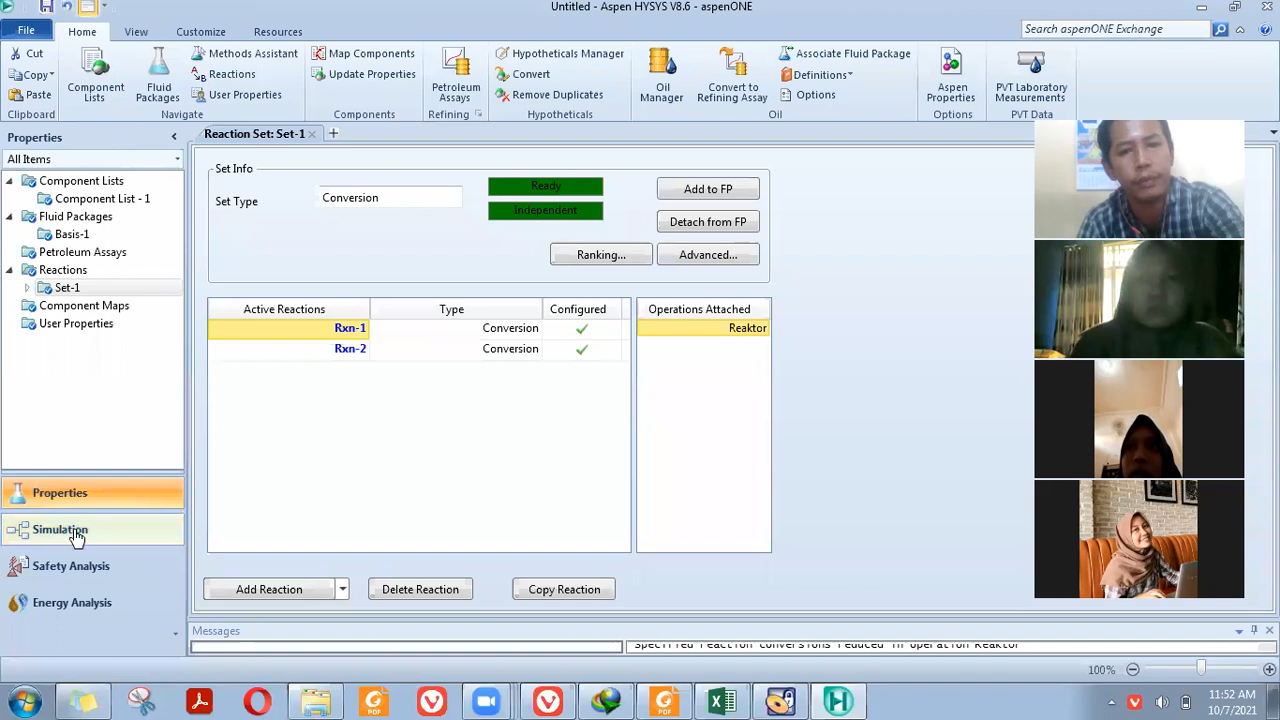 Untitled - Aspen HYSYS V8.6 - aspenONE
File Home View Customize Resources
Search aspenONE Exchange
Cut
Copy
Paste
Clipboard
Component Lists
Fluid Packages
Methods Assistant
Reactions
User Properties
Navigate
Map Components
Update Properties
Components
Petroleum Assays
Refining
Hypotheticals Manager
Convert
Remove Duplicates
Hypotheticals
Oil Manager
Convert to Refining Assay
Associate Fluid Package
Definitions
Options
Oil
Aspen Properties
Options
PVT Laboratory Measurements
PVT Data
Properties
All Items
Component Lists
Component List - 1
Fluid Packages
Basis-1
Petroleum Assays
Reactions
Set-1
Component Maps
User Properties
Properties
Simulation
Safety Analysis
Energy Analysis
Reaction Set: Set-1
Set Info
Set Type
Conversion
Ready
Independent
Add to FP
Detach from FP
Ranking...
Advanced...
Active Reactions Type Configured
Rxn-1 Conversion
Rxn-2 Conversion
Operations Attached
Reaktor
Add Reaction
Delete Reaction
Copy Reaction
Messages
Specified reaction conversions reduced in operation Reaktor
100%
11:52 AM
10/7/2021